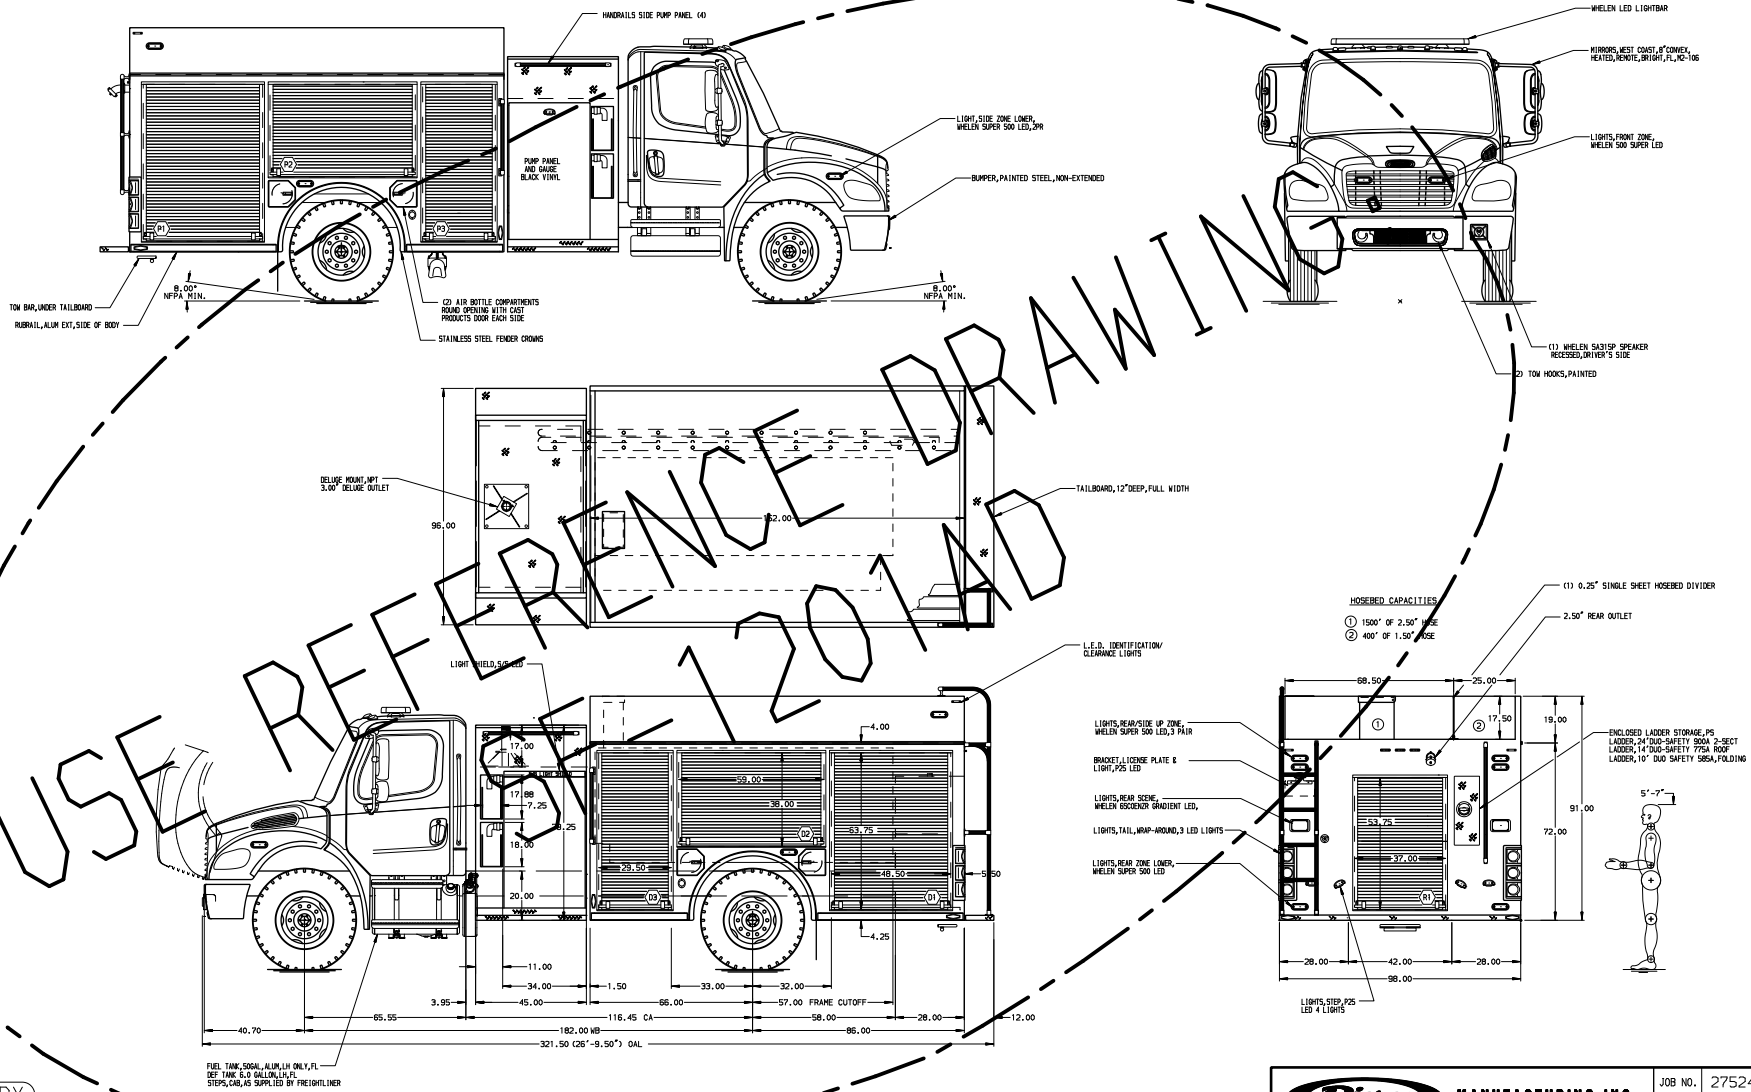 HANDRAILS SIDE PUMP PANEL (4)
WHELEN LED LIGHTBAR
MIRRORS,WEST COAST,8"CONVEX,
HEATED,REMOTE,BRIGHT,FL,M2-106
LIGHT,SIDE ZONE LOWER,
WHELEN SUPER 500 LED,2PR
LIGHTS,FRONT ZONE,
WHELEN 500 SUPER LED
PUMP PANEL
AND GAUGE
BLACK VINYL
BUMPER,PAINTED STEEL,NON-EXTENDED
P1
P2
P3
8.00°
NFPA MIN.
8.00°
NFPA MIN.
TOW BAR,UNDER TAILBOARD
RUBRAIL,ALUM EXT,SIDE OF BODY
(2) AIR BOTTLE COMPARTMENTS
ROUND OPENING WITH CAST
PRODUCTS DOOR EACH SIDE
STAINLESS STEEL FENDER CROWNS
(1) WHELEN SA315P SPEAKER
RECESSED,DRIVER'S SIDE
(2) TOW HOOKS,PAINTED
DELUGE MOUNT,NPT
3.00" DELUGE OUTLET
96.00
162.00
TAILBOARD,12"DEEP,FULL WIDTH
USE REFERENCE DRAWING
HOSEBED CAPACITIES
1 1500' OF 2.50" HOSE
2 400' OF 1.50" HOSE
(1) 0.25" SINGLE SHEET HOSEBED DIVIDER
2.50" REAR OUTLET
LIGHT SHIELD,S/S LED
L.E.D. IDENTIFICATION/
CLEARANCE LIGHTS
17.00
17.88
7.25
18.00
20.00
4.00
59.00
38.00
63.75
29.50
48.50
5.50
4.25
D1
D2
D3
11.00
34.00
1.50
33.00
32.00
3.95
45.00
66.00
57.00 FRAME CUTOFF
65.55
116.45 CA
58.00
28.00
12.00
40.70
182.00 WB
86.00
321.50 (26'-9.50") OAL
FUEL TANK,50GAL,ALUM,LH ONLY,FL
DEF TANK 6.0 GALLON,LH,FL
STEPS,CAB,AS SUPPLIED BY FREIGHTLINER
LIGHTS,REAR/SIDE UP ZONE,
WHELEN SUPER 500 LED,3 PAIR
BRACKET,LICENSE PLATE &
LIGHT,P25 LED
LIGHTS,REAR SCENE,
WHELEN 6SC0ENZR GRADIENT LED,
LIGHTS,TAIL,WRAP-AROUND,3 LED LIGHTS
LIGHTS,REAR ZONE LOWER,
WHELEN SUPER 500 LED
68.50
25.00
1
2
17.50
19.00
91.00
72.00
53.75
37.00
R1
28.00
42.00
28.00
98.00
ENCLOSED LADDER STORAGE,PS
LADDER,24'DUO-SAFETY 900A 2-SECT
LADDER,14'DUO-SAFETY 775A ROOF
LADDER,10' DUO SAFETY 585A,FOLDING
5'-7"
LIGHTS,STEP,P25
LED 4 LIGHTS
JOB NO. 27524